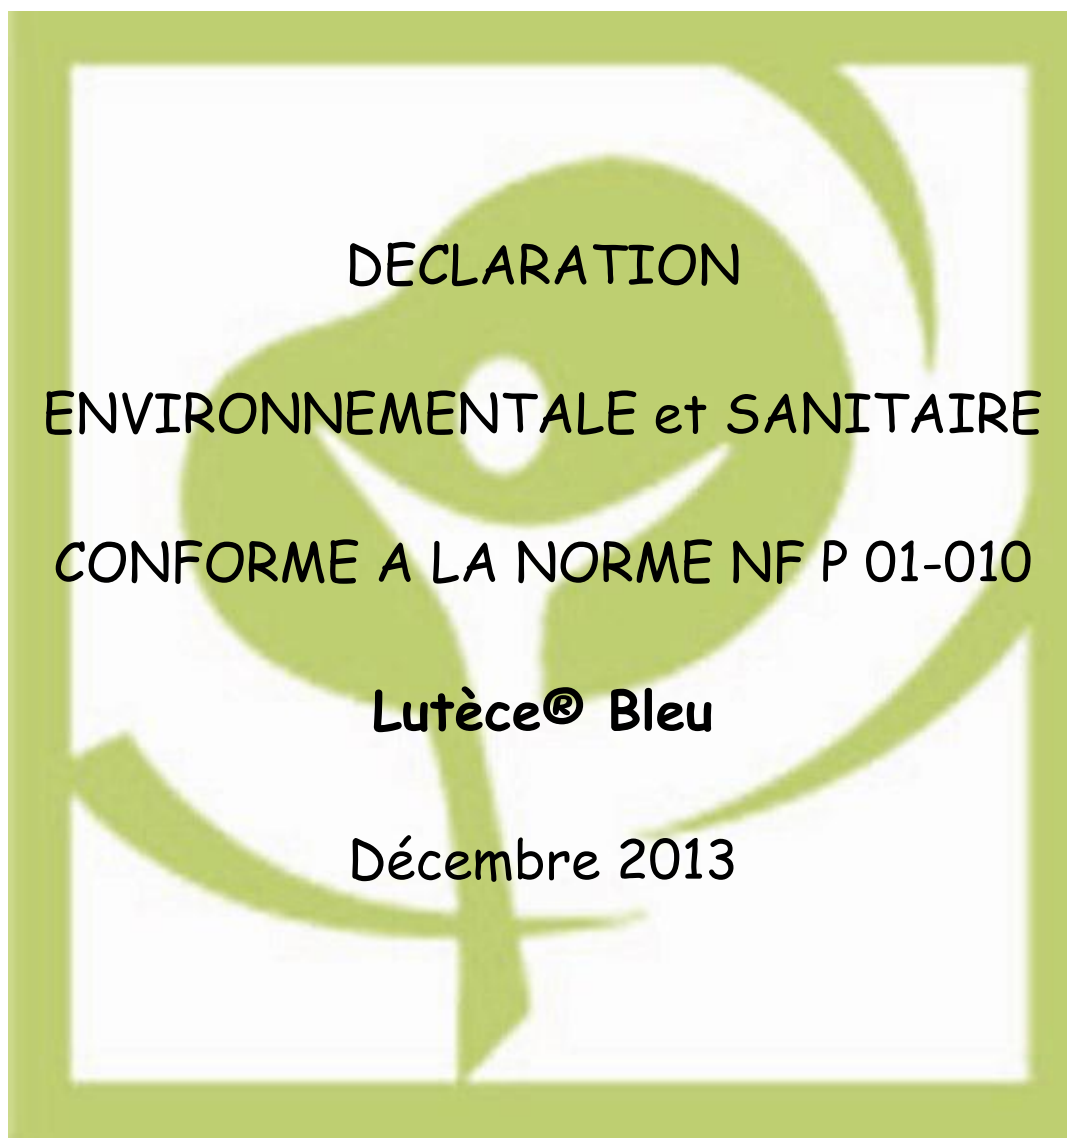 DECLARATION
ENVIRONNEMENTALE et SANITAIRE
CONFORME A LA NORME NF P 01-010
Lutèce® Bleu
Décembre 2013